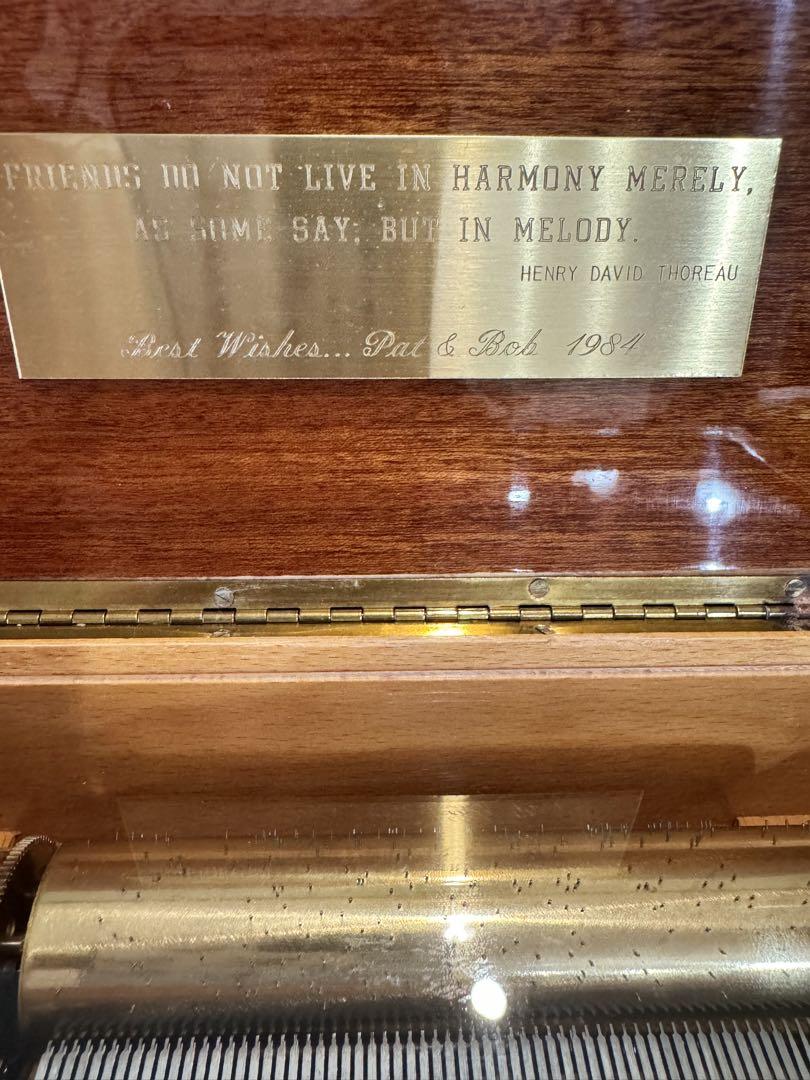 FRIENDS DO NOT LIVE IN HARMONY MERELY,
AS SOME SAY; BUT IN MELODY.
HENRY DAVID THOREAU
Best Wishes... Pat & Bob 1984